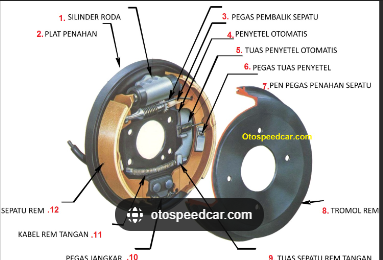 1. SILINDER RODA
3. PEGAS PEMBALIK SEPATU
2. PLAT PENAHAN
4. PENYETEL OTOMATIS
5. TUAS PENYETEL OTOMATIS
6. PEGAS TUAS PENYETEL
7, PEN PEGAS PENAHAN SEPATU
Otospeedcar.com
SEPATU REM .12
otospeedcar.com
8. TROMOL REM
KABEL REM TANGAN .11
PEGAS JANGKAR .10
9. TUAS SEPATU REM TANGAN